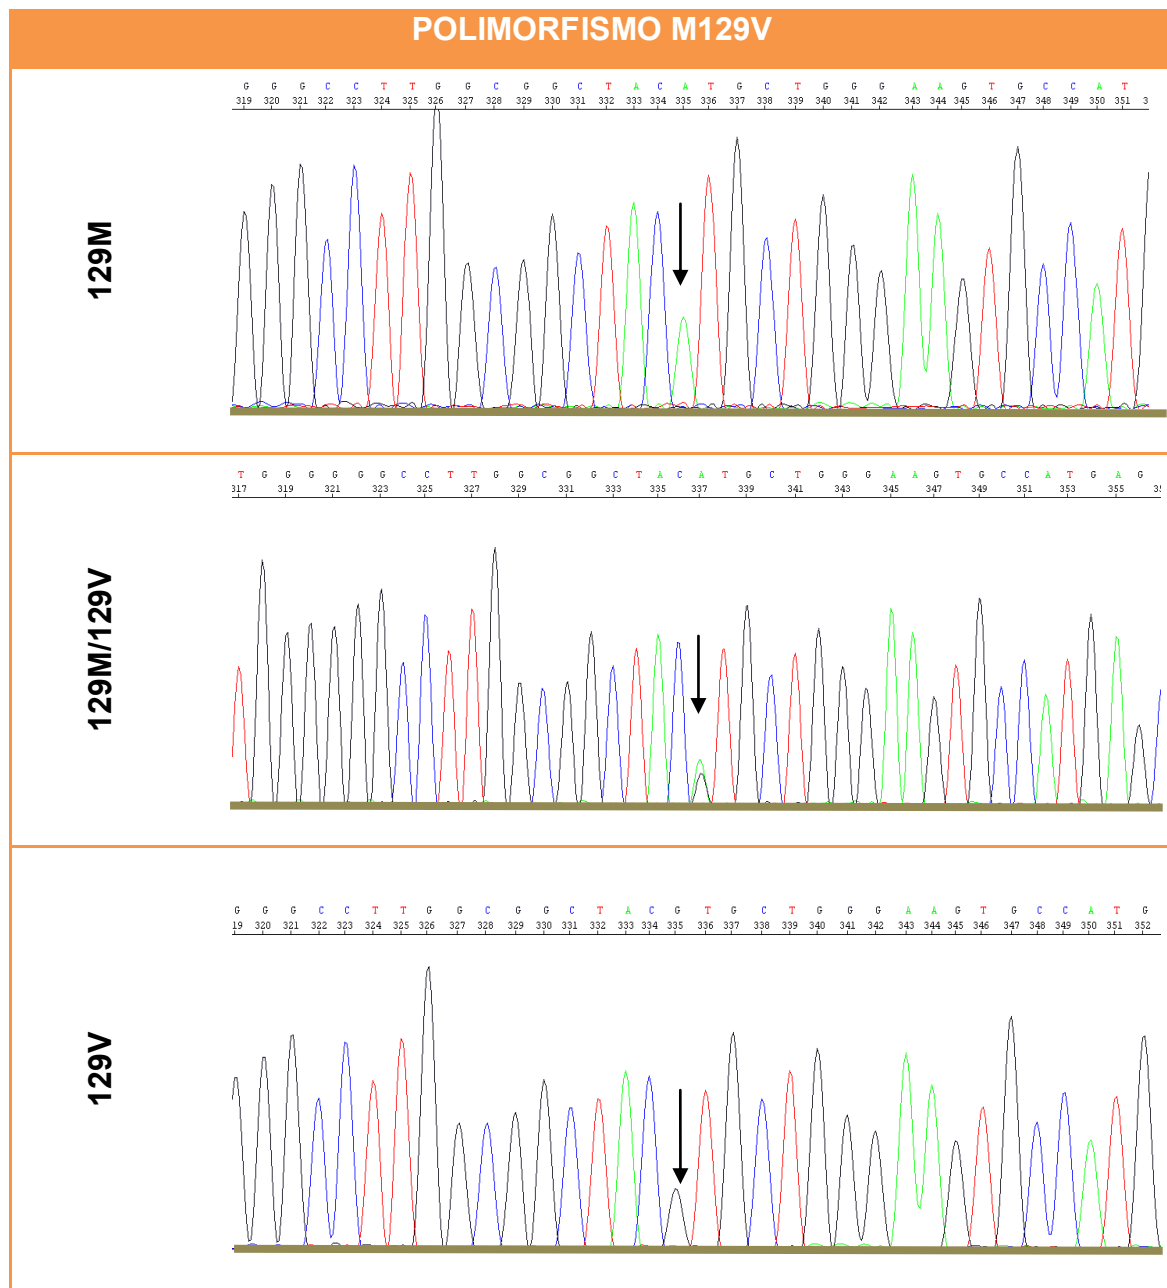 POLIMORFISMO M129V
G G G C C T T G G C G G C T A C A T G C T G G G A A G T G C C A T
319 320 321 322 323 324 325 326 327 328 329 330 331 332 333 334 335 336 337 338 339 340 341 342 343 344 345 346 347 348 349 350 351 3
129M
T G G G G G G C C T T G G C G G C T A C A T G C T G G G A A G T G C C A T G A G
317 319 321 323 325 327 329 331 333 335 337 339 341 343 345 347 349 351 353 355 35
129M/129V
G G G C C T T G G C G G C T A C G T G C T G G G A A G T G C C A T G
19 320 321 322 323 324 325 326 327 328 329 330 331 332 333 334 335 336 337 338 339 340 341 342 343 344 345 346 347 348 349 350 351 352
129V